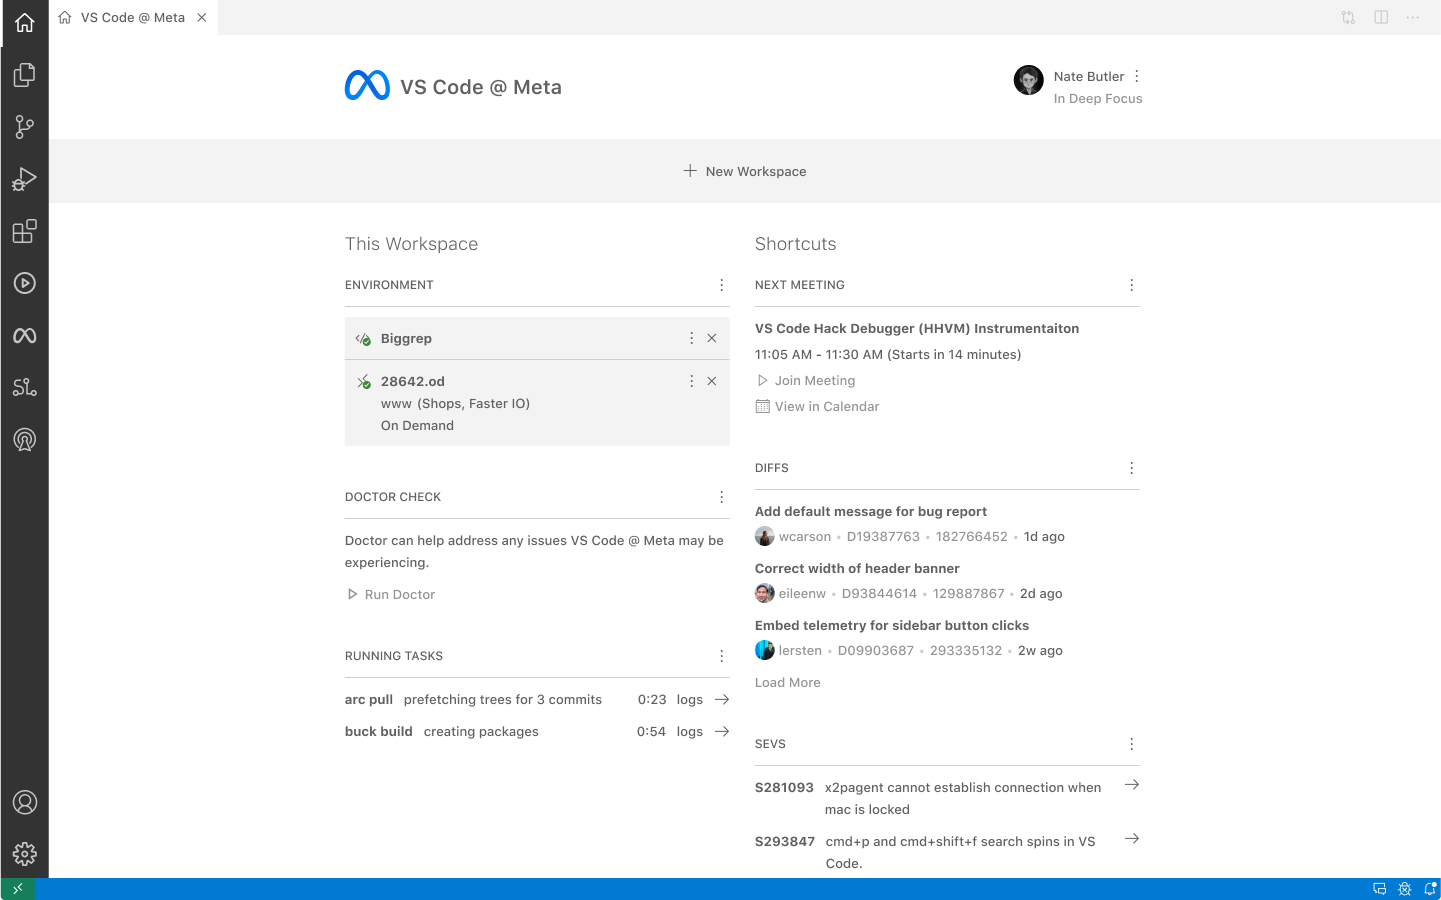 VS Code @ Meta
VS Code @ Meta
Nate Butler
In Deep Focus
New Workspace
This Workspace
ENVIRONMENT
Biggrep
28642.od
www (Shops, Faster IO)
On Demand
DOCTOR CHECK
Doctor can help address any issues VS Code @ Meta may be
experiencing.
Run Doctor
RUNNING TASKS
arc pull prefetching trees for 3 commits 0:23 logs
buck build creating packages 0:54 logs
Shortcuts
NEXT MEETING
VS Code Hack Debugger (HHVM) Instrumentaiton
11:05 AM - 11:30 AM (Starts in 14 minutes)
Join Meeting
View in Calendar
DIFFS
Add default message for bug report
wcarson • D19387763 • 182766452 • 1d ago
Correct width of header banner
eileenw • D93844614 • 129887867 • 2d ago
Embed telemetry for sidebar button clicks
lersten • D09903687 • 293335132 • 2w ago
Load More
SEVS
S281093 x2pagent cannot establish connection when
mac is locked
S293847 cmd+p and cmd+shift+f search spins in VS
Code.